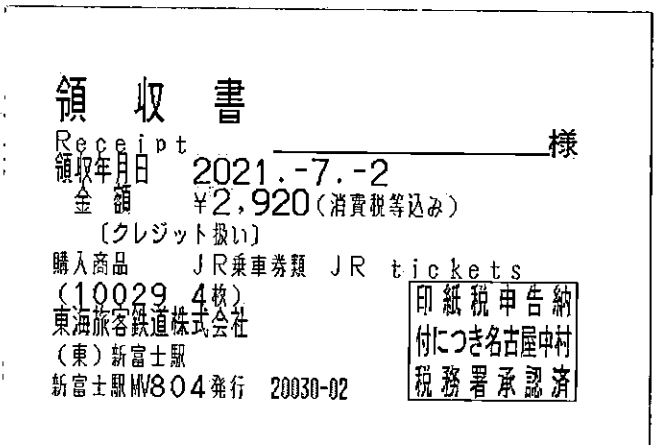 領収書
Receipt 様
領収年月日 2021.-7.-2
金額 ¥2,920(消費税等込み)
〔クレジット扱い〕
購入商品 JR乗車券類 JR tickets
(10029 4枚)
東海旅客鉄道株式会社
(東)新富士駅
新富士駅MV804発行 20030-02
印紙税申告納
付につき名古屋中村
税務署承認済